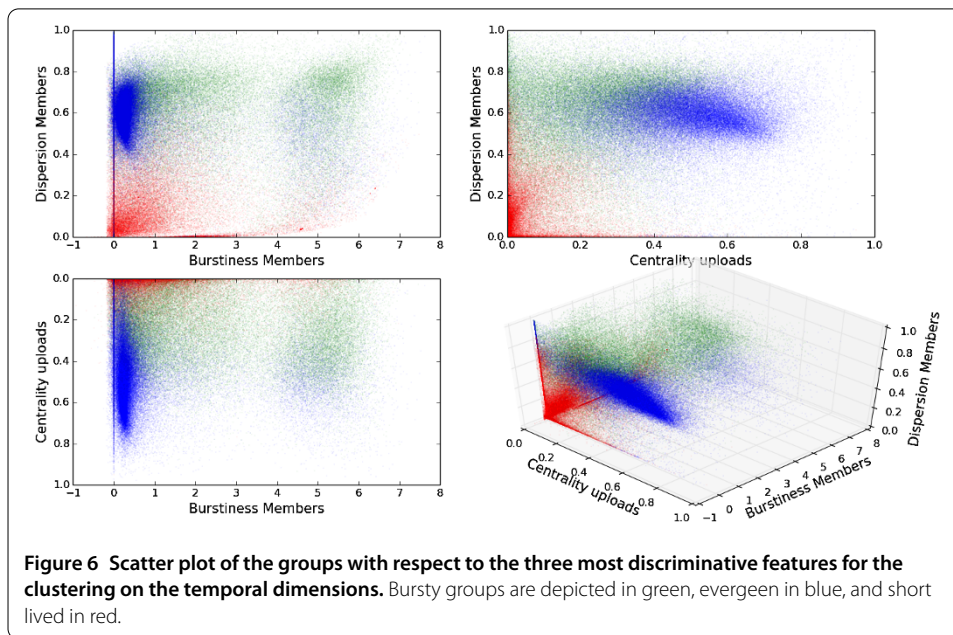 1.0
0.8
0.6
0.4
0.2
0.0
Dispersion Members
−1 0 1 2 3 4 5 6 7 8
Burstiness Members
1.0
0.8
0.6
0.4
0.2
0.0
Dispersion Members
0.0 0.2 0.4 0.6 0.8 1.0
Centrality uploads
0.0
0.2
0.4
0.6
0.8
1.0
Centrality uploads
−1 0 1 2 3 4 5 6 7 8
Burstiness Members
0.0
0.2
0.4
0.6
0.8
1.0
Centrality uploads
−1 0 1 2 3 4 5 6 7 8
Burstiness Members
1.0
0.8
0.6
0.4
0.2
0.0
Dispersion Members
Figure 6 Scatter plot of the groups with respect to the three most discriminative features for the
clustering on the temporal dimensions. Bursty groups are depicted in green, evergeen in blue, and short
lived in red.